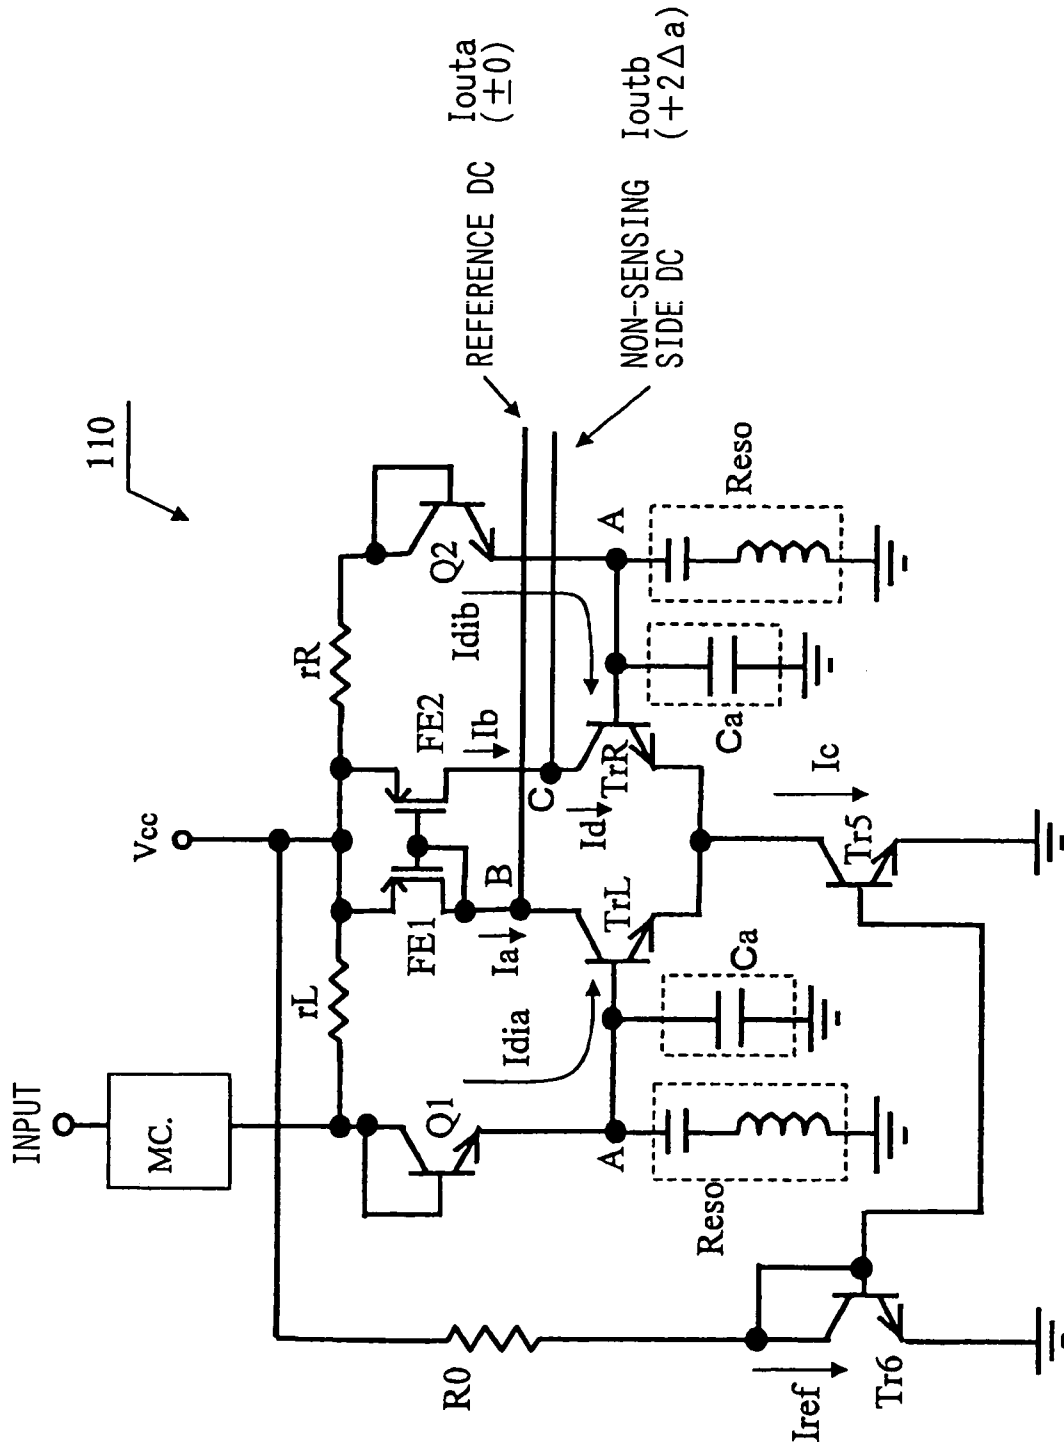 110
INPUT
MC.
Vcc
rL
rR
FE1
FE2
Q1
Q2
Ia
Ib
B
C
Id
Idia
Idib
TrL
TrR
A
A
Ca
Ca
Reso
Reso
REFERENCE DC Iouta
(±0)
NON-SENSING Ioutb
SIDE DC (+2Δa)
Ic
Tr5
R0
Iref
Tr6